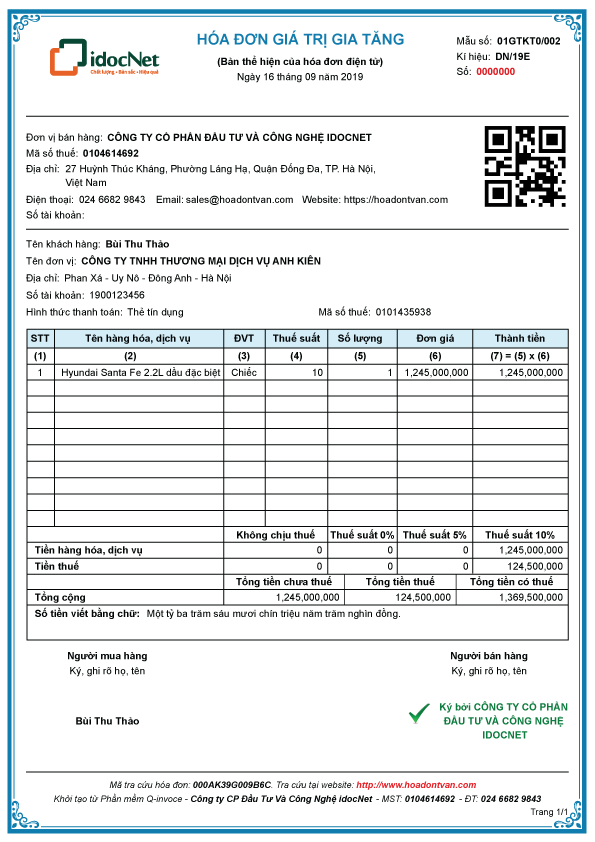 idocNet
Chất lượng • Bản sắc • Hiệu quả
HÓA ĐƠN GIÁ TRỊ GIA TĂNG
(Bản thể hiện của hóa đơn điện tử)
Ngày 16 tháng 09 năm 2019
Mẫu số: 01GTKT0/002
Kí hiệu: DN/19E
Số: 0000000
Đơn vị bán hàng: CÔNG TY CỔ PHẦN ĐẦU TƯ VÀ CÔNG NGHỆ IDOCNET
Mã số thuế: 0104614692
Địa chỉ: 27 Huỳnh Thúc Kháng, Phường Láng Hạ, Quận Đống Đa, TP. Hà Nội,
Việt Nam
Điện thoại: 024 6682 9843 Email: sales@hoadontvan.com Website: https://hoadontvan.com
Số tài khoản:
Tên khách hàng: Bùi Thu Thảo
Tên đơn vị: CÔNG TY TNHH THƯƠNG MẠI DỊCH VỤ ANH KIÊN
Địa chỉ: Phan Xá - Uy Nô - Đông Anh - Hà Nội
Số tài khoản: 1900123456
Hình thức thanh toán: Thẻ tín dụng Mã số thuế: 0101435938
STT Tên hàng hóa, dịch vụ ĐVT Thuế suất Số lượng Đơn giá Thành tiền
(1) (2) (3) (4) (5) (6) (7) = (5) x (6)
1 Hyundai Santa Fe 2.2L dầu đặc biệt Chiếc 10 1 1,245,000,000 1,245,000,000
Không chịu thuế Thuế suất 0% Thuế suất 5% Thuế suất 10%
Tiền hàng hóa, dịch vụ 0 0 0 1,245,000,000
Tiền thuế 0 0 0 124,500,000
Tổng tiền chưa thuế Tổng tiền thuế Tổng tiền có thuế
Tổng cộng 1,245,000,000 124,500,000 1,369,500,000
Số tiền viết bằng chữ: Một tỷ ba trăm sáu mươi chín triệu năm trăm nghìn đồng.
Người mua hàng Người bán hàng
Ký, ghi rõ họ, tên Ký, ghi rõ họ, tên
Bùi Thu Thảo
Ký bởi CÔNG TY CỔ PHẦN
ĐẦU TƯ VÀ CÔNG NGHỆ
IDOCNET
Mã tra cứu hóa đơn: 000AK39G009B6C. Tra cứu tại website: http://www.hoadontvan.com
Khởi tạo từ Phần mềm Q-invoce - Công ty CP Đầu Tư Và Công Nghệ idocNet - MST: 0104614692 - ĐT: 024 6682 9843
Trang 1/1